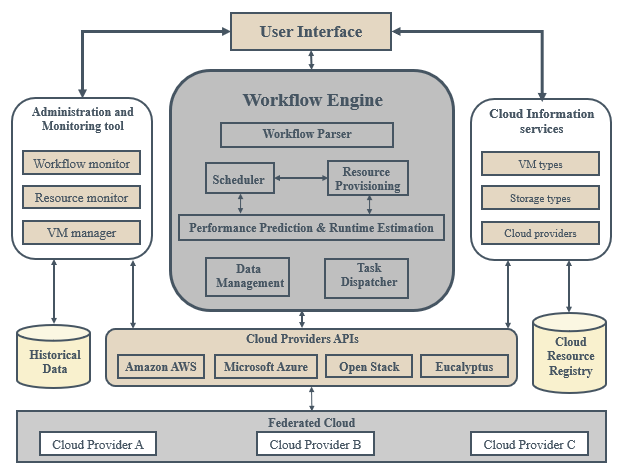 User Interface
Administration and
Monitoring tool
Workflow monitor
Resource monitor
VM manager
Workflow Engine
Workflow Parser
Scheduler
Resource
Provisioning
Performance Prediction & Runtime Estimation
Data
Management
Task
Dispatcher
Cloud Information
services
VM types
Storage types
Cloud providers
Historical
Data
Cloud Providers APIs
Amazon AWS
Microsoft Azure
Open Stack
Eucalyptus
Cloud
Resource
Registry
Federated Cloud
Cloud Provider A
Cloud Provider B
Cloud Provider C